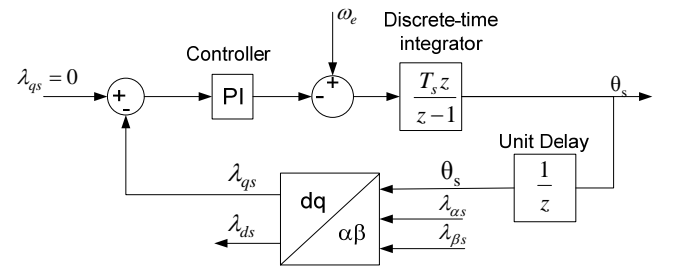 ω_e
Discrete-time
integrator
Controller
λ_qs = 0
+
-
PI
+
-
T_s z
z − 1
θ_s
Unit Delay
1
z
λ_qs
dq
αβ
θ_s
λ_αs
λ_ds
λ_βs